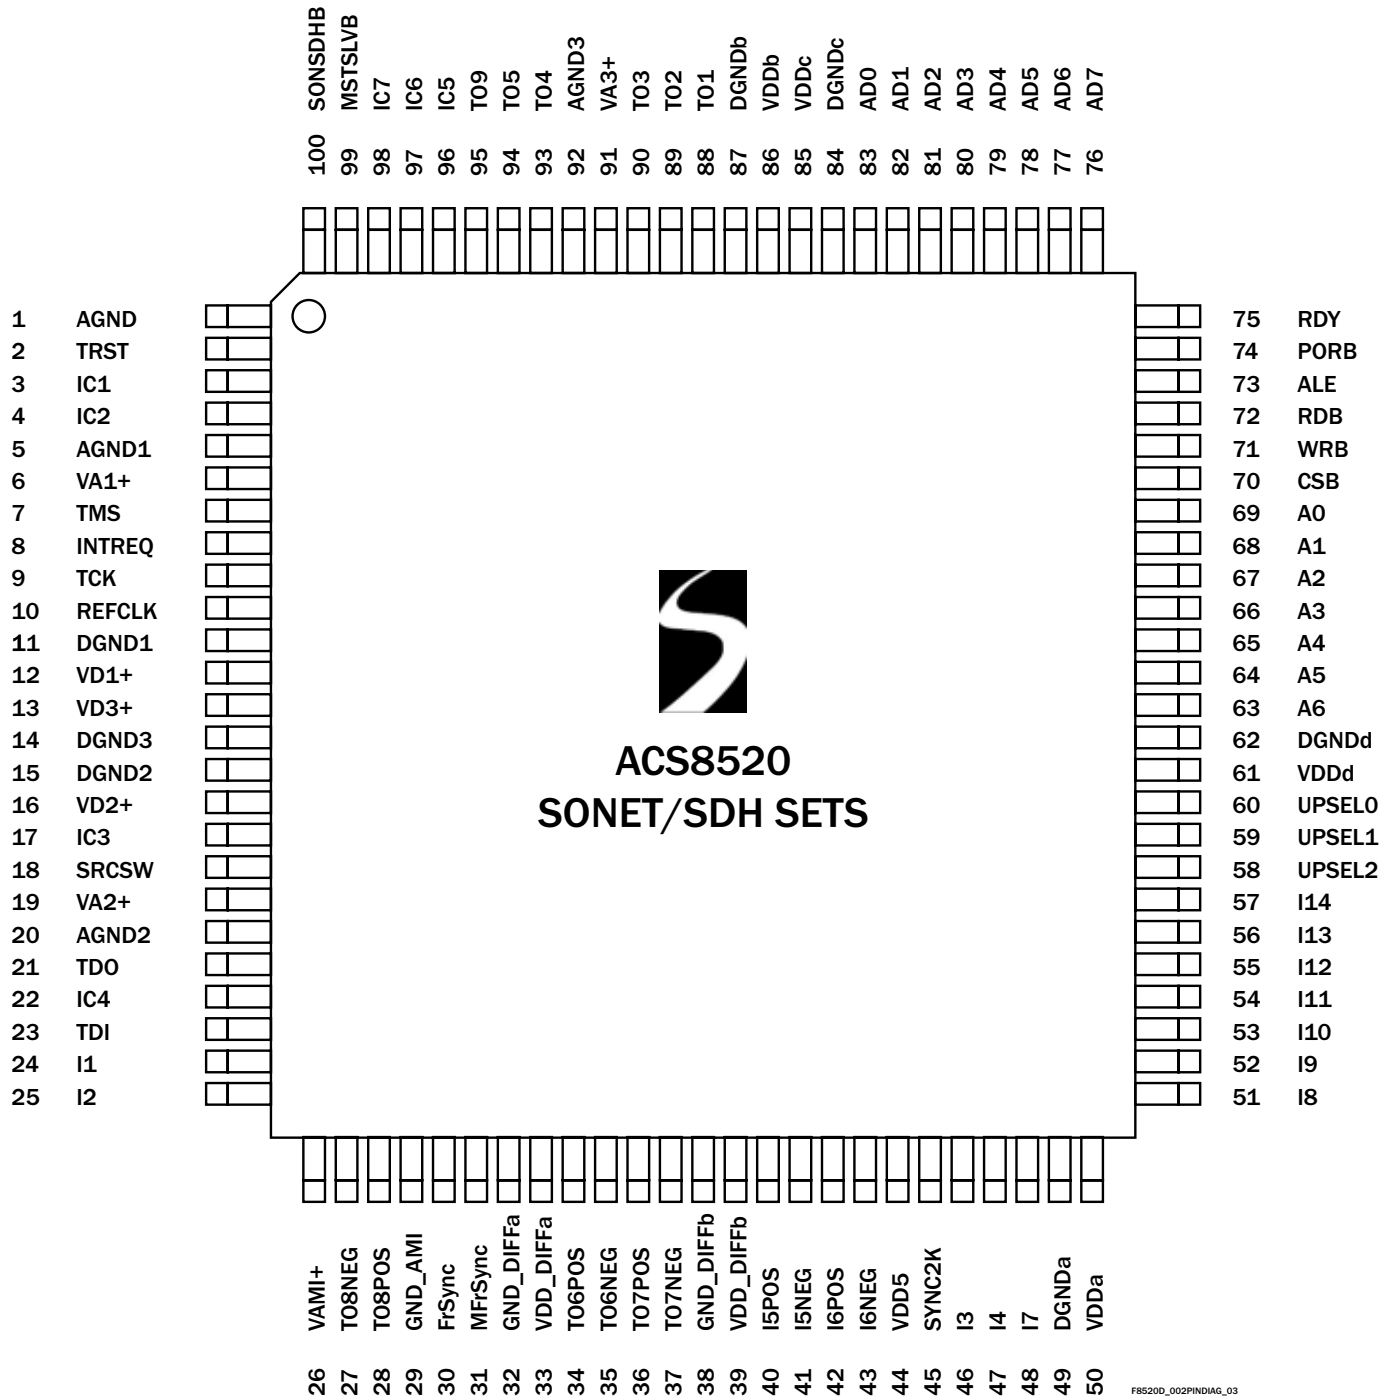 SONSDHB
MSTSLVB
IC7
IC6
IC5
TO9
TO5
TO4
AGND3
VA3+
TO3
TO2
TO1
DGNDb
VDDb
VDDc
DGNDc
AD0
AD1
AD2
AD3
AD4
AD5
AD6
AD7
100
99
98
97
96
95
94
93
92
91
90
89
88
87
86
85
84
83
82
81
80
79
78
77
76
1 AGND
2 TRST
3 IC1
4 IC2
5 AGND1
6 VA1+
7 TMS
8 INTREQ
9 TCK
10 REFCLK
11 DGND1
12 VD1+
13 VD3+
14 DGND3
15 DGND2
16 VD2+
17 IC3
18 SRCSW
19 VA2+
20 AGND2
21 TDO
22 IC4
23 TDI
24 I1
25 I2
ACS8520
SONET/SDH SETS
75 RDY
74 PORB
73 ALE
72 RDB
71 WRB
70 CSB
69 A0
68 A1
67 A2
66 A3
65 A4
64 A5
63 A6
62 DGNDd
61 VDDd
60 UPSEL0
59 UPSEL1
58 UPSEL2
57 I14
56 I13
55 I12
54 I11
53 I10
52 I9
51 I8
VAMI+
TO8NEG
TO8POS
GND_AMI
FrSync
MFrSync
GND_DIFFa
VDD_DIFFa
TO6POS
TO6NEG
TO7POS
TO7NEG
GND_DIFFb
VDD_DIFFb
I5POS
I5NEG
I6POS
I6NEG
VDD5
SYNC2K
I3
I4
I7
DGNDa
VDDa
26
27
28
29
30
31
32
33
34
35
36
37
38
39
40
41
42
43
44
45
46
47
48
49
50
F8520D_002PINDIAG_03